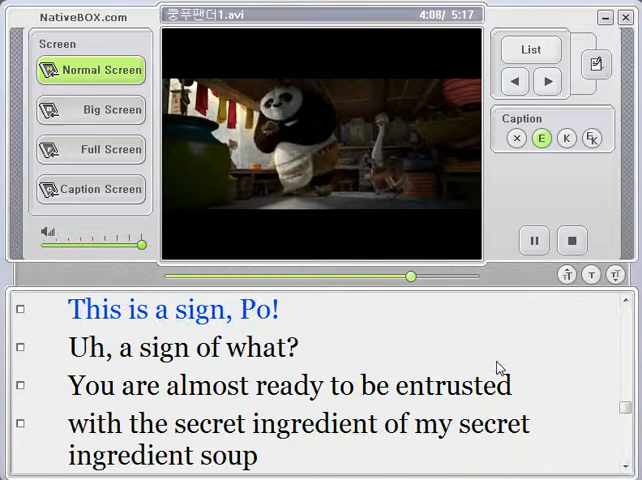 NativeBOX.com
쿵푸팬더1.avi
4:08/ 5:17
Screen
Normal Screen
Big Screen
Full Screen
Caption Screen
List
Caption
E
K
EK
T
T
T
This is a sign, Po!
Uh, a sign of what?
You are almost ready to be entrusted
with the secret ingredient of my secret
ingredient soup